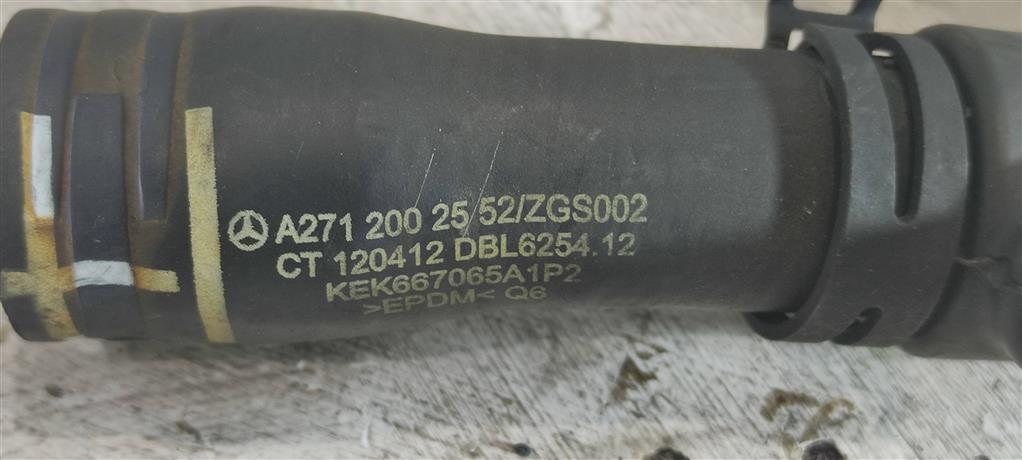 A271 200 25 52/ZGS002
CT 120412 DBL6254.12
KEK667065A1P2
>EPDM< Q6